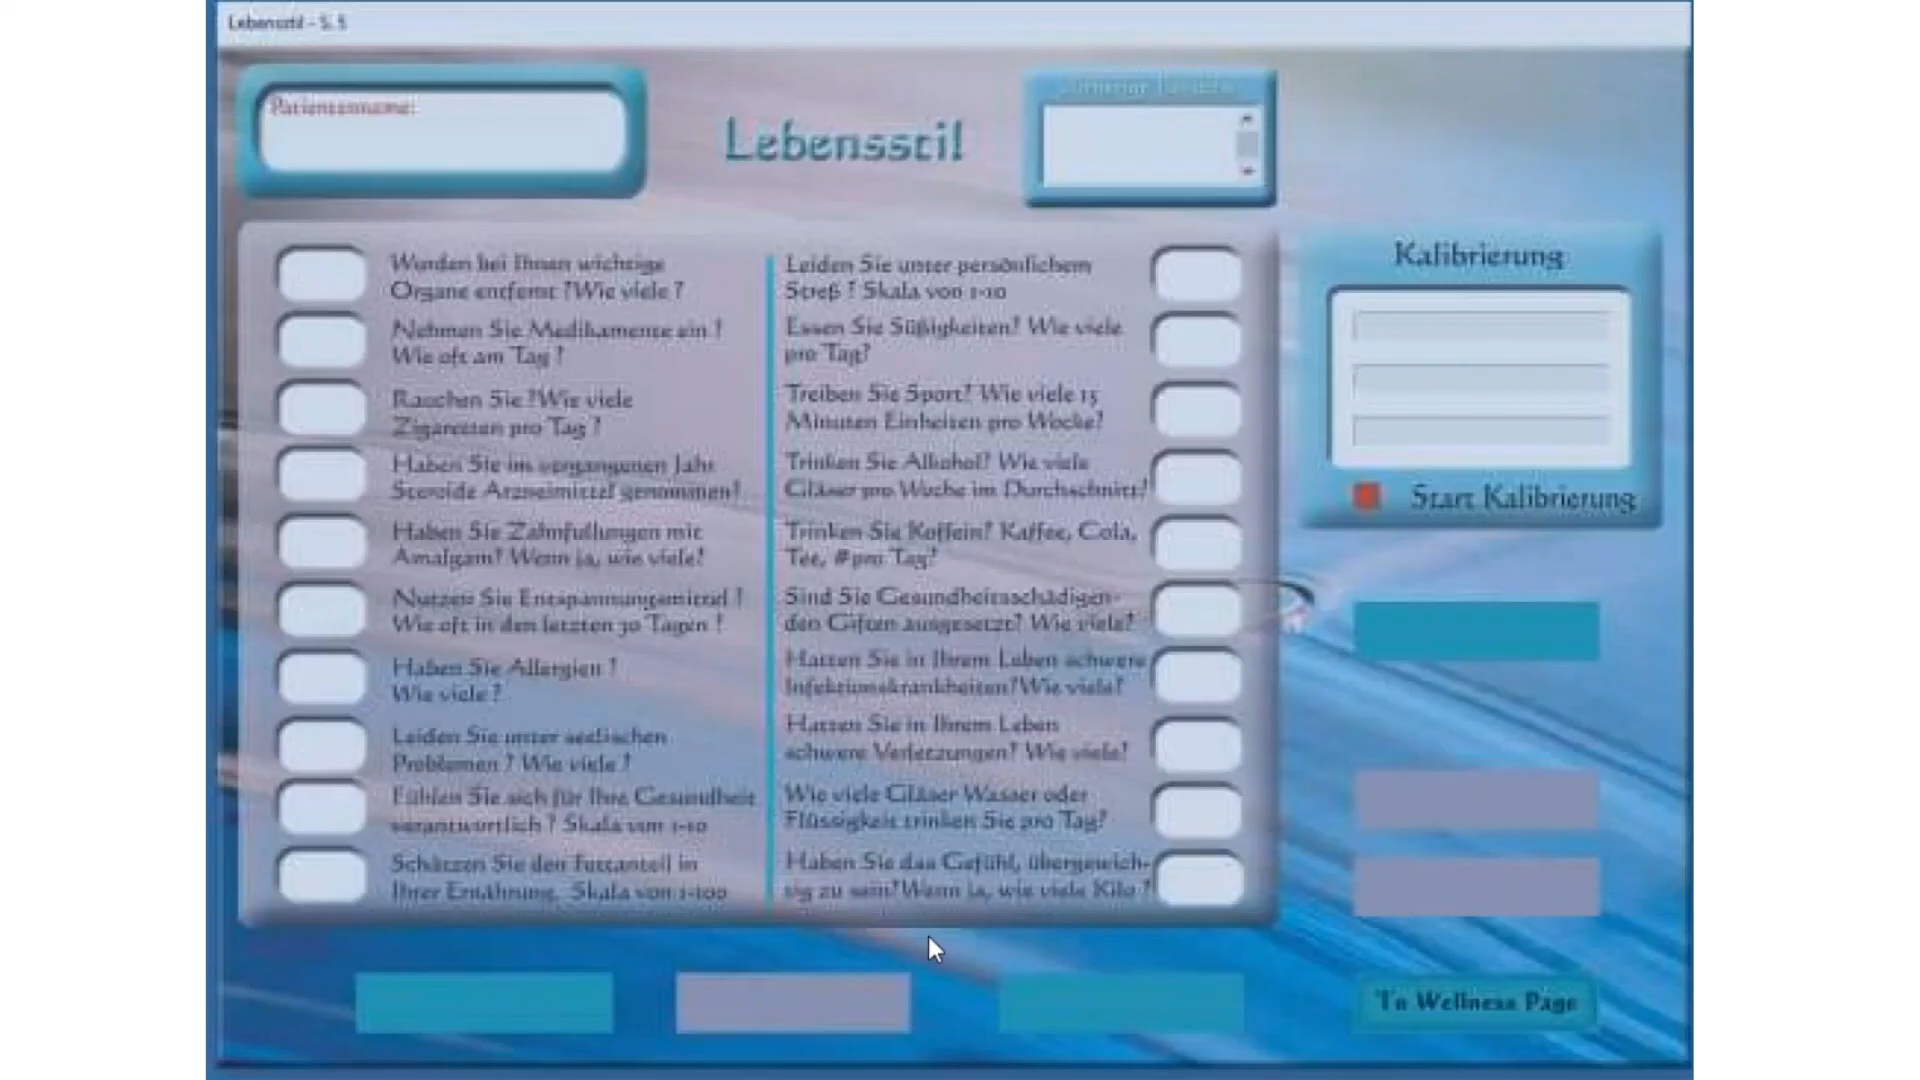 Lebensstil - S. 5
Patientenname:
Lebensstil
Wurden bei Ihnen wichtige
Organe entfernt ?Wie viele ?
Nehmen Sie Medikamente ein ?
Wie oft am Tag ?
Rauchen Sie ?Wie viele
Zigaretten pro Tag ?
Haben Sie im vergangenen Jahr
Steroide Arzneimittel genommen?
Haben Sie Zahnfullungen mit
Amalgam? Wenn ja, wie viele?
Nutzen Sie Entspannungsmittel ?
Wie oft in den letzten 30 Tagen ?
Haben Sie Allergien ?
Wie viele ?
Leiden Sie unter seelischen
Problemen ? Wie viele ?
Fühlen Sie sich für Ihre Gesundheit
verantwortlich ? Skala von 1-10
Schätzen Sie den Fettanteil in
Ihrer Ernährung. Skala von 1-100
Leiden Sie unter persönlichem
Streß ? Skala von 1-10
Essen Sie Süßigkeiten? Wie viele
pro Tag?
Treiben Sie Sport? Wie viele 15
Minuten Einheiten pro Woche?
Trinken Sie Alkohol? Wie viele
Gläser pro Woche im Durchschnitt?
Trinken Sie Koffein? Kaffee, Cola,
Tee, #pro Tag?
Sind Sie Gesundheitsschädigen-
den Giften ausgesetzt? Wie viele?
Hatten Sie in Ihrem Leben schwere
Infektionskrankheiten?Wie viele?
Hatten Sie in Ihrem Leben
schwere Verletzungen? Wie viele?
Wie viele Gläser Wasser oder
Flüssigkeit trinken Sie pro Tag?
Haben Sie das Gefühl, übergewich-
tig zu sein?Wenn ja, wie viele Kilo ?
Kalibrierung
Start Kalibrierung
To Wellness Page